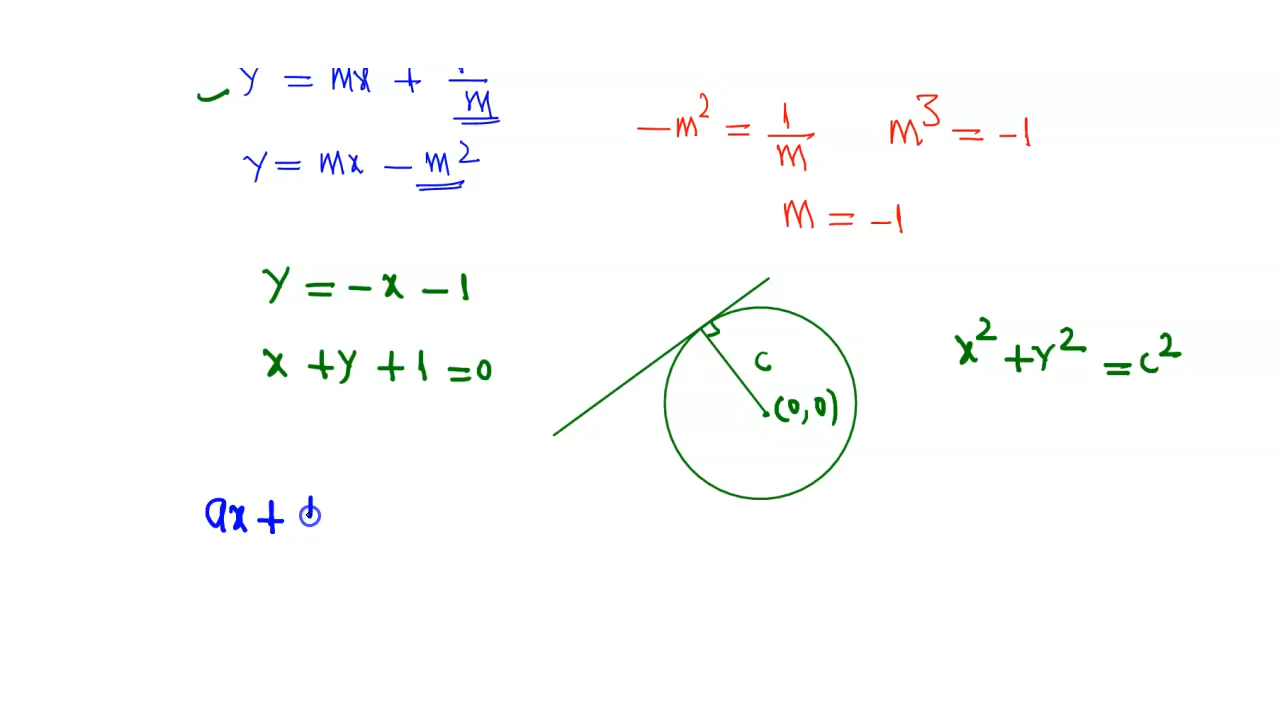 y = mx + 1/m
y = mx - m²
-m² = 1/m
m³ = -1
m = -1
y = -x - 1
x + y + 1 = 0
c
(0,0)
x² + y² = c²
ax +